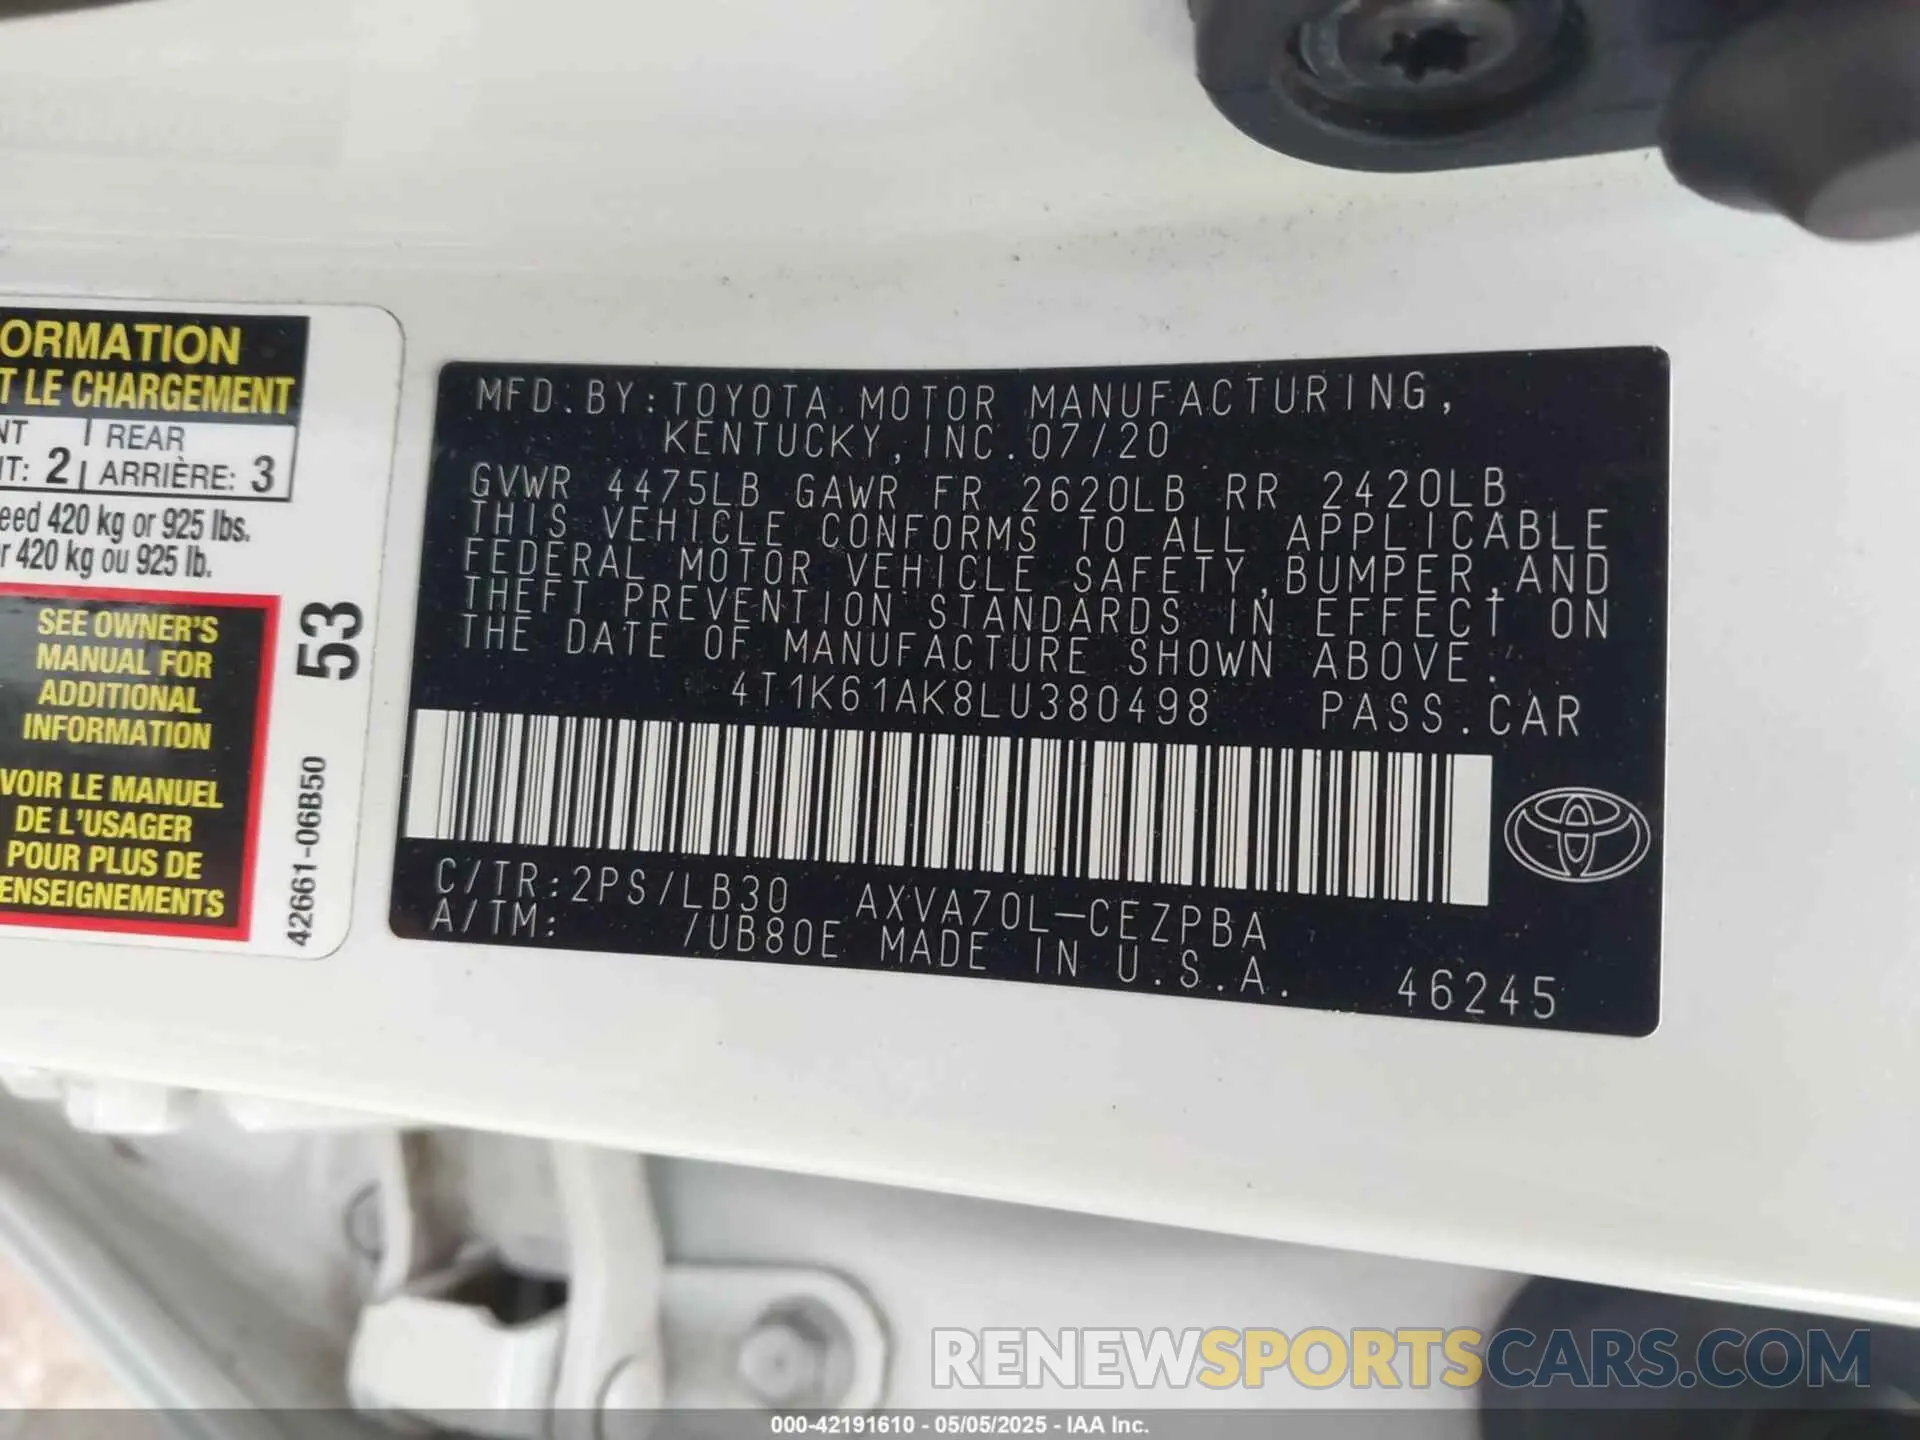 ORMATION
T LE CHARGEMENT
NT | REAR
IT: 2 | ARRIÈRE: 3
eed 420 kg or 925 lbs.
r 420 kg ou 925 lb.
SEE OWNER'S
MANUAL FOR
ADDITIONAL
INFORMATION
VOIR LE MANUEL
DE L'USAGER
POUR PLUS DE
ENSEIGNEMENTS
53
42661-06B50
MFD.BY:TOYOTA MOTOR MANUFACTURING,
KENTUCKY,INC.07/20
GVWR 4475LB GAWR FR 2620LB RR 2420LB
THIS VEHICLE CONFORMS TO ALL APPLICABLE
FEDERAL MOTOR VEHICLE SAFETY,BUMPER,AND
THEFT PREVENTION STANDARDS IN EFFECT ON
THE DATE OF MANUFACTURE SHOWN ABOVE.
4T1K61AK8LU380498 PASS.CAR
C/TR:2PS/LB30 AXVA70L-CEZPBA
A/TM: /UB80E MADE IN U.S.A. 46245
RENEWSPORTSCARS.COM
000-42191610 - 05/05/2025 - IAA Inc.